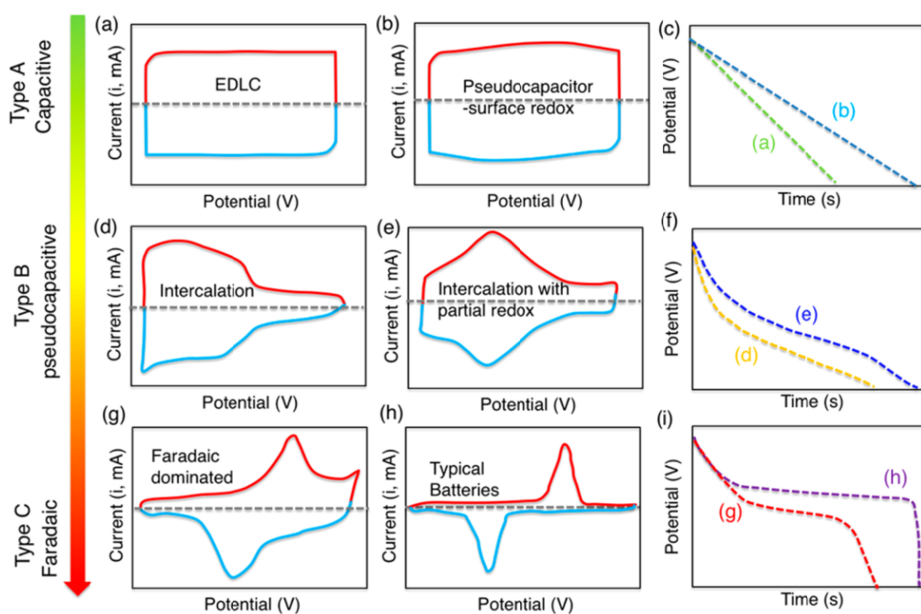 Type A
Capacitive
(a)
Current (i, mA)
EDLC
Potential (V)
(b)
Current (i, mA)
Pseudocapacitor
-surface redox
Potential (V)
(c)
Potential (V)
(b)
(a)
Time (s)
Type B
pseudocapacitive
(d)
Current (i, mA)
Intercalation
Potential (V)
(e)
Current (i, mA)
Intercalation with
partial redox
Potential (V)
(f)
Potential (V)
(e)
(d)
Time (s)
Type C
Faradaic
(g)
Current (i, mA)
Faradaic
dominated
Potential (V)
(h)
Current (i, mA)
Typical
Batteries
Potential (V)
(i)
Potential (V)
(h)
(g)
Time (s)